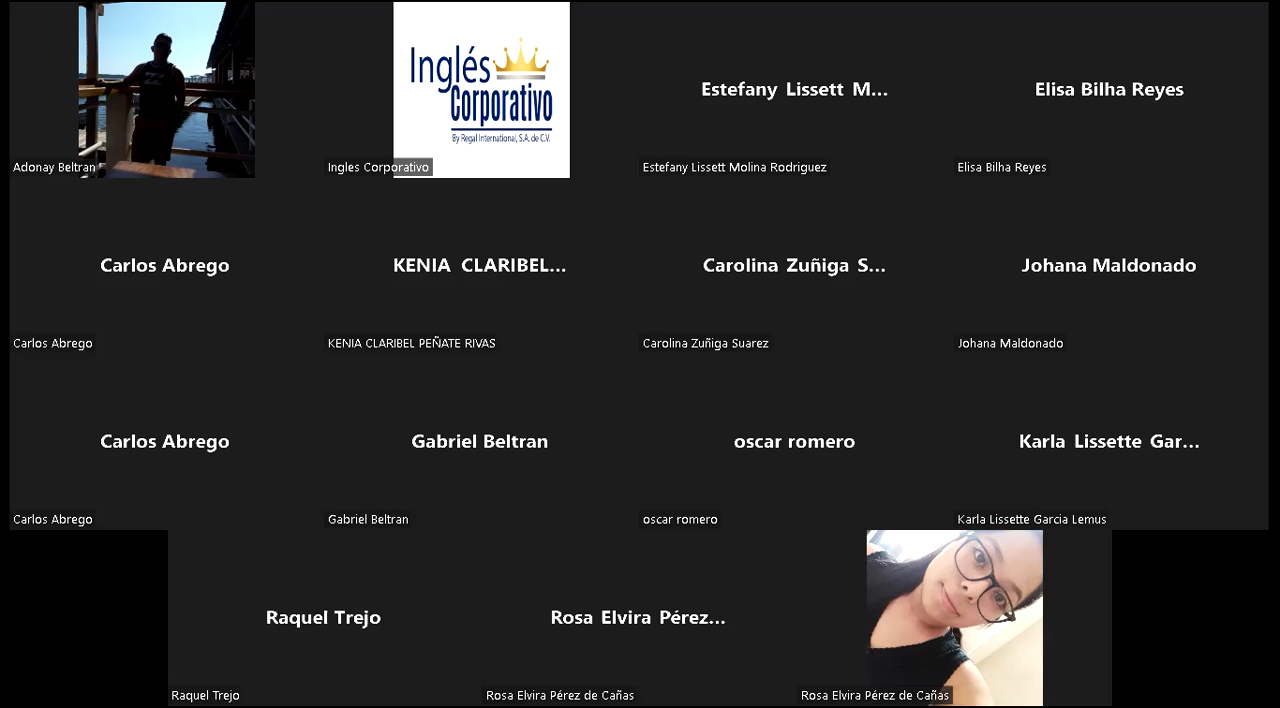 Inglés
Corporativo
By Regal International, S.A. de C.V.
Estefany Lissett M...
Elisa Bilha Reyes
Adonay Beltran
Ingles Corporativo
Estefany Lissett Molina Rodriguez
Elisa Bilha Reyes
Carlos Abrego
KENIA CLARIBEL...
Carolina Zuñiga S...
Johana Maldonado
Carlos Abrego
KENIA CLARIBEL PEÑATE RIVAS
Carolina Zuñiga Suarez
Johana Maldonado
Carlos Abrego
Gabriel Beltran
oscar romero
Karla Lissette Gar...
Carlos Abrego
Gabriel Beltran
oscar romero
Karla Lissette Garcia Lemus
Raquel Trejo
Rosa Elvira Pérez...
Raquel Trejo
Rosa Elvira Pérez de Cañas
Rosa Elvira Pérez de Cañas